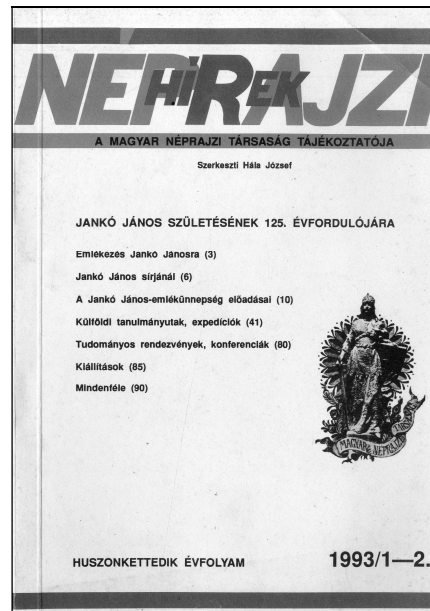 NÉPRAJZI
HÍREK
A MAGYAR NÉPRAJZI TÁRSASÁG TÁJÉKOZTATÓJA
Szerkeszti Hála József
JANKÓ JÁNOS SZÜLETÉSÉNEK 125. ÉVFORDULÓJÁRA
Emlékezés Jankó Jánosra (3)
Jankó János sírjánál (6)
A Jankó János-emlékünnepség előadásai (10)
Külföldi tanulmányutak, expedíciók (41)
Tudományos rendezvények, konferenciák (80)
Kiállítások (85)
Mindenféle (90)
MAGYAR NÉPRAJZI TÁRSASÁG
HUSZONKETTEDIK ÉVFOLYAM
1993/1—2.